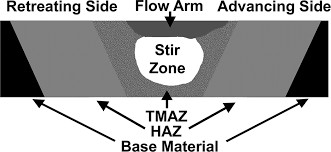 Retreating Side Flow Arm Advancing Side
Stir
Zone
TMAZ
HAZ
Base Material